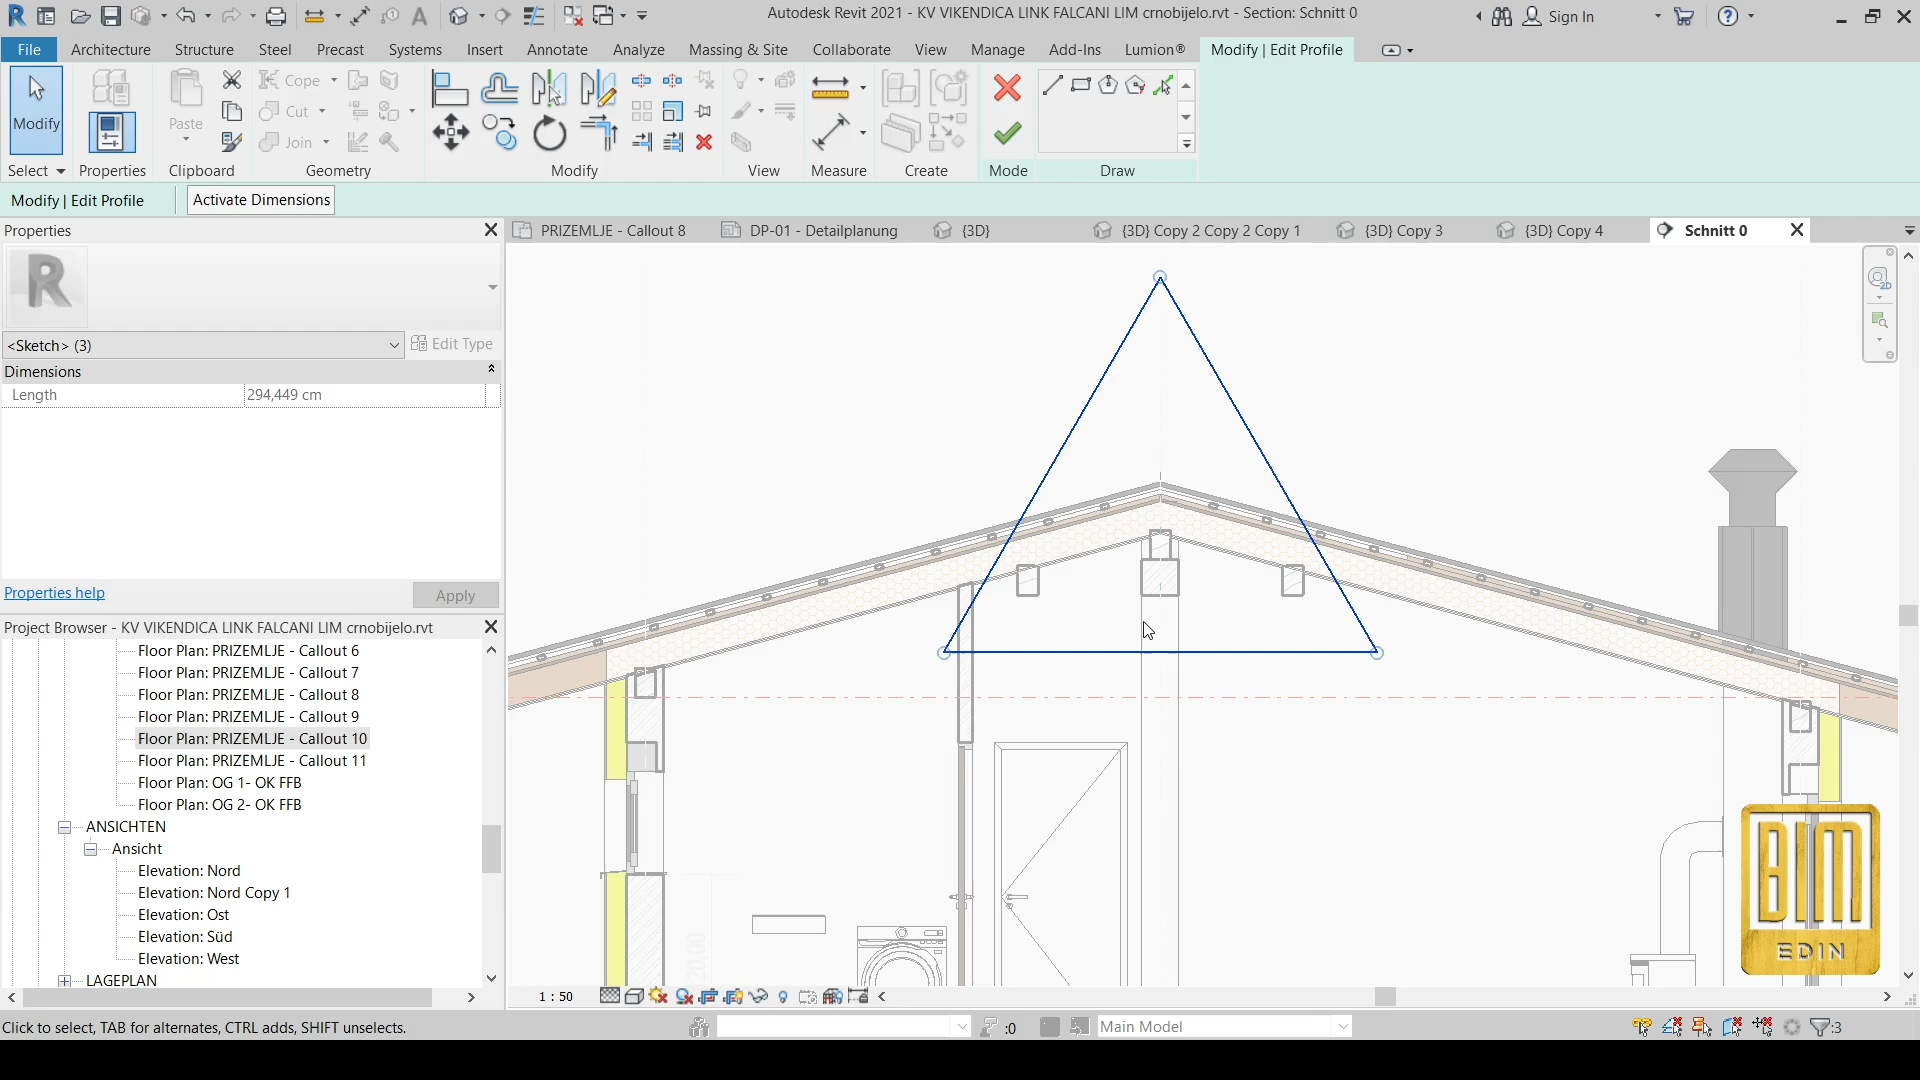 Autodesk Revit 2021 - KV VIKENDICA LINK FALCANI LIM crnobijelo.rvt - Section: Schnitt 0
Sign In
File Architecture Structure Steel Precast Systems Insert Annotate Analyze Massing & Site Collaborate View Manage Add-Ins Lumion® Modify | Edit Profile
Modify
Paste
Cope
Cut
Join
Select Properties Clipboard Geometry Modify View Measure Create Mode Draw
Modify | Edit Profile Activate Dimensions
Properties
PRIZEMLJE - Callout 8 DP-01 - Detailplanung {3D} {3D} Copy 2 Copy 2 Copy 1 {3D} Copy 3 {3D} Copy 4 Schnitt 0
R
2D
<Sketch> (3) Edit Type
Dimensions
Length 294,449 cm
Properties help Apply
Project Browser - KV VIKENDICA LINK FALCANI LIM crnobijelo.rvt
Floor Plan: PRIZEMLJE - Callout 6
Floor Plan: PRIZEMLJE - Callout 7
Floor Plan: PRIZEMLJE - Callout 8
Floor Plan: PRIZEMLJE - Callout 9
Floor Plan: PRIZEMLJE - Callout 10
Floor Plan: PRIZEMLJE - Callout 11
Floor Plan: OG 1- OK FFB
Floor Plan: OG 2- OK FFB
ANSICHTEN
Ansicht
Elevation: Nord
Elevation: Nord Copy 1
Elevation: Ost
Elevation: Süd
Elevation: West
LAGEPLAN
BIM
EDIN
1 : 50
Click to select, TAB for alternates, CTRL adds, SHIFT unselects.
:0
Main Model
:3